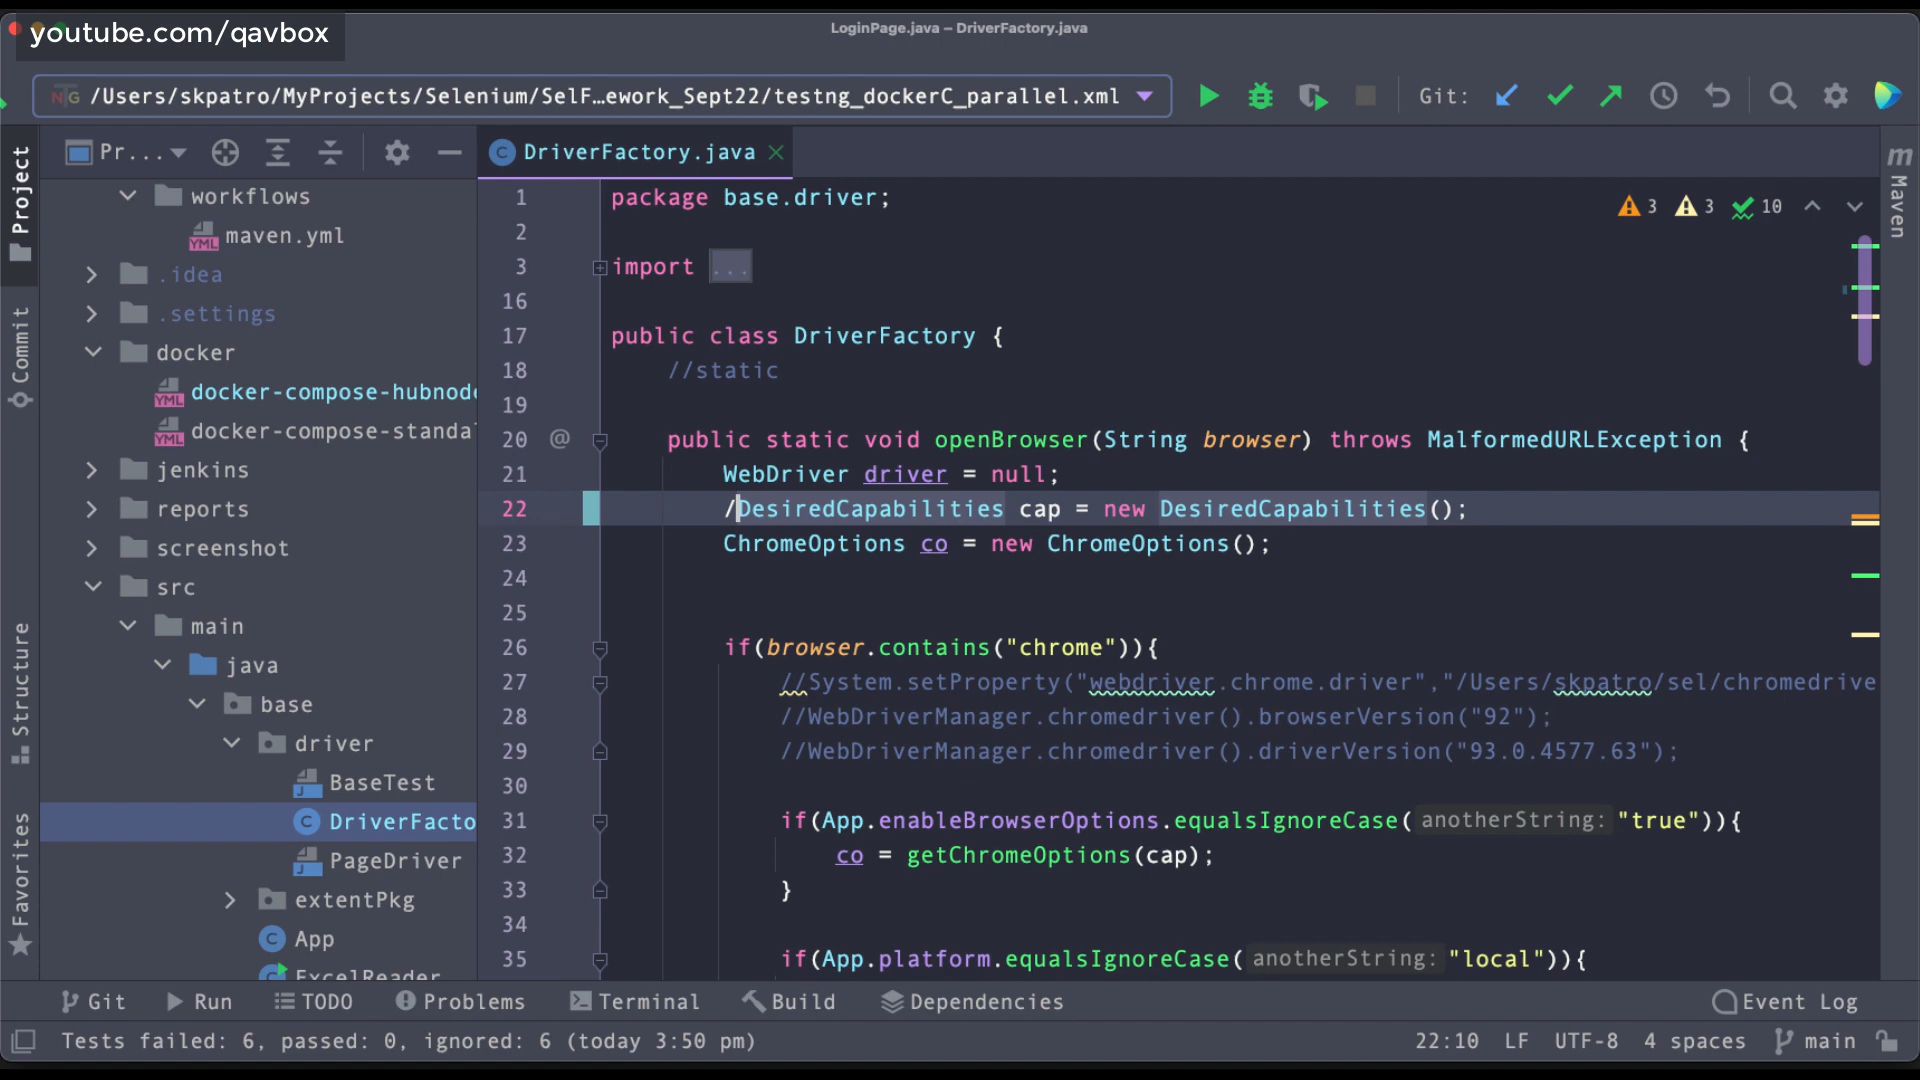 youtube.com/qavbox
LoginPage.java – DriverFactory.java
/Users/skpatro/MyProjects/Selenium/SelF…ework_Sept22/testng_dockerC_parallel.xml
Git:
Pr...
DriverFactory.java
Project
Commit
Structure
Favorites
Maven
workflows
maven.yml
.idea
.settings
docker
docker-compose-hubnode
docker-compose-standa
jenkins
reports
screenshot
src
main
java
base
driver
BaseTest
DriverFacto
PageDriver
extentPkg
App
ExcelReader
3 3 10
1 package base.driver;
2
3 import ...
16
17 public class DriverFactory {
18 //static
19
20 @ public static void openBrowser(String browser) throws MalformedURLException {
21 WebDriver driver = null;
22 /DesiredCapabilities cap = new DesiredCapabilities();
23 ChromeOptions co = new ChromeOptions();
24
25
26 if(browser.contains("chrome")){
27 //System.setProperty("webdriver.chrome.driver","/Users/skpatro/sel/chromedrive
28 //WebDriverManager.chromedriver().browserVersion("92");
29 //WebDriverManager.chromedriver().driverVersion("93.0.4577.63");
30
31 if(App.enableBrowserOptions.equalsIgnoreCase( anotherString: "true")){
32 co = getChromeOptions(cap);
33 }
34
35 if(App.platform.equalsIgnoreCase( anotherString: "local")){
Git Run TODO Problems Terminal Build Dependencies Event Log
Tests failed: 6, passed: 0, ignored: 6 (today 3:50 pm) 22:10 LF UTF-8 4 spaces main